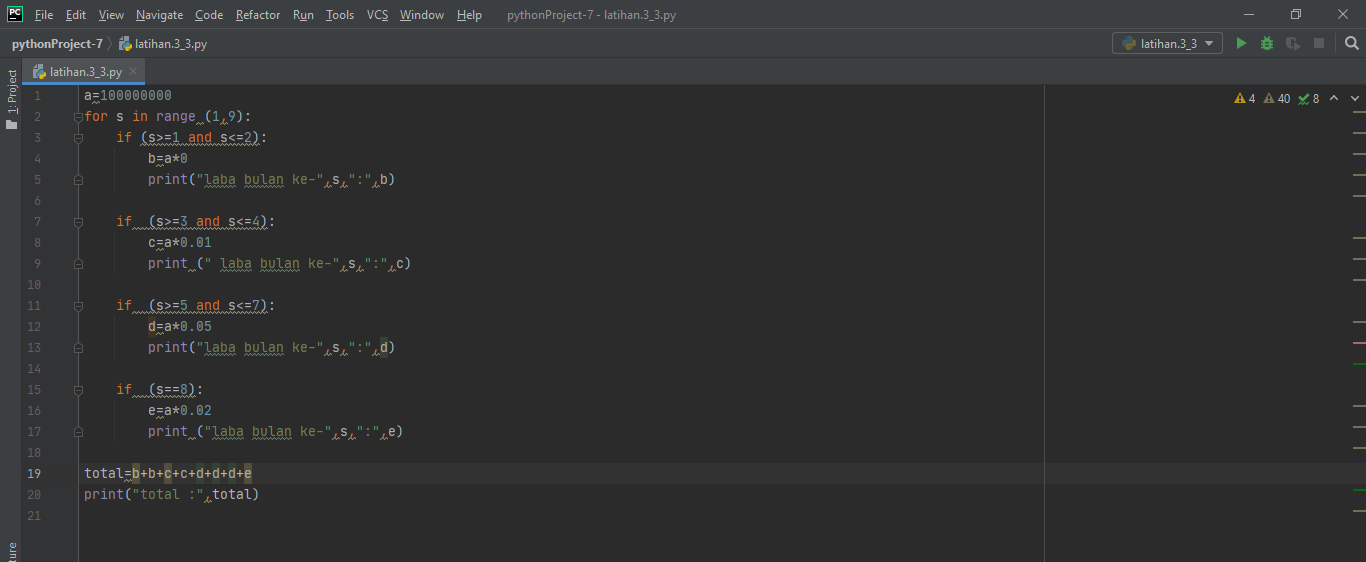 PC File Edit View Navigate Code Refactor Run Tools VCS Window Help pythonProject-7 - latihan.3_3.py
pythonProject-7 latihan.3_3.py latihan.3_3
1: Project
latihan.3_3.py
4 40 8
1 a=100000000
2 for s in range (1,9):
3 if (s>=1 and s<=2):
4 b=a*0
5 print("laba bulan ke-",s,":",b)
6
7 if  (s>=3 and s<=4):
8 c=a*0.01
9 print (" laba bulan ke-",s,":",c)
10
11 if  (s>=5 and s<=7):
12 d=a*0.05
13 print("laba bulan ke-",s,":",d)
14
15 if  (s==8):
16 e=a*0.02
17 print ("laba bulan ke-",s,":",e)
18
19 total=b+b+c+c+d+d+d+e
20 print("total :",total)
21